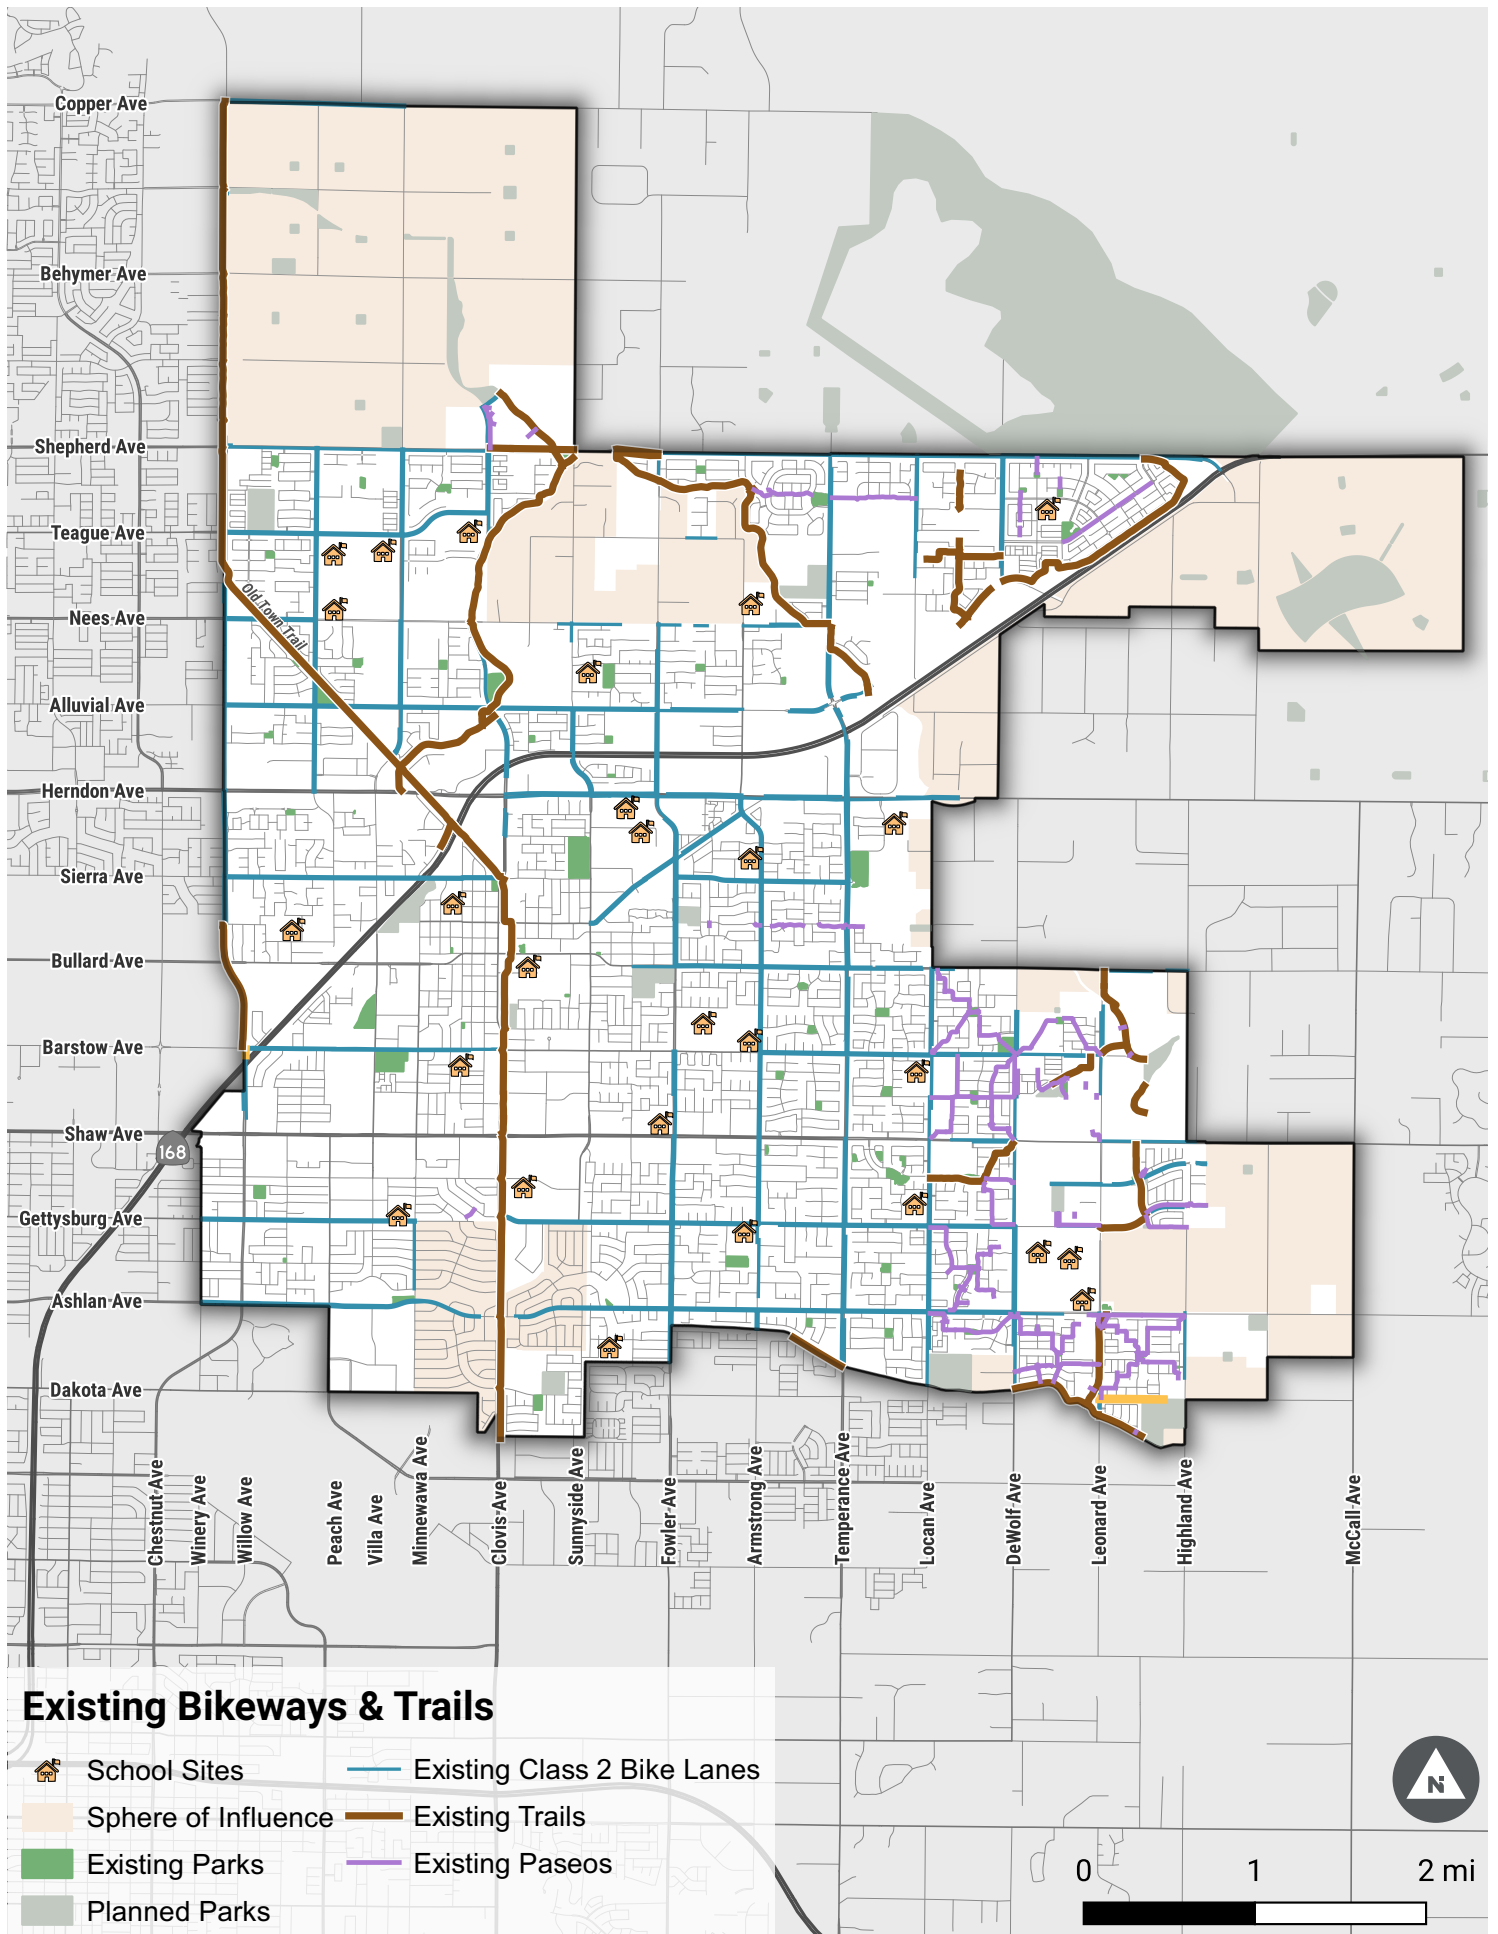 Copper Ave
Behymer Ave
Shepherd Ave
Teague Ave
Old Town Trail
Nees Ave
Alluvial Ave
Herndon Ave
Sierra Ave
Bullard Ave
Barstow Ave
Shaw Ave
168
Gettysburg Ave
Ashlan Ave
Dakota Ave
Chestnut Ave
Winery Ave
Willow Ave
Peach Ave
Villa Ave
Minnewawa Ave
Clovis Ave
Sunnyside Ave
Fowler Ave
Armstrong Ave
Temperance Ave
Locan Ave
DeWolf Ave
Leonard Ave
Highland Ave
McCall Ave
Existing Bikeways & Trails
School Sites
Sphere of Influence
Existing Parks
Planned Parks
Existing Class 2 Bike Lanes
Existing Trails
Existing Paseos
N
0 1 2 mi